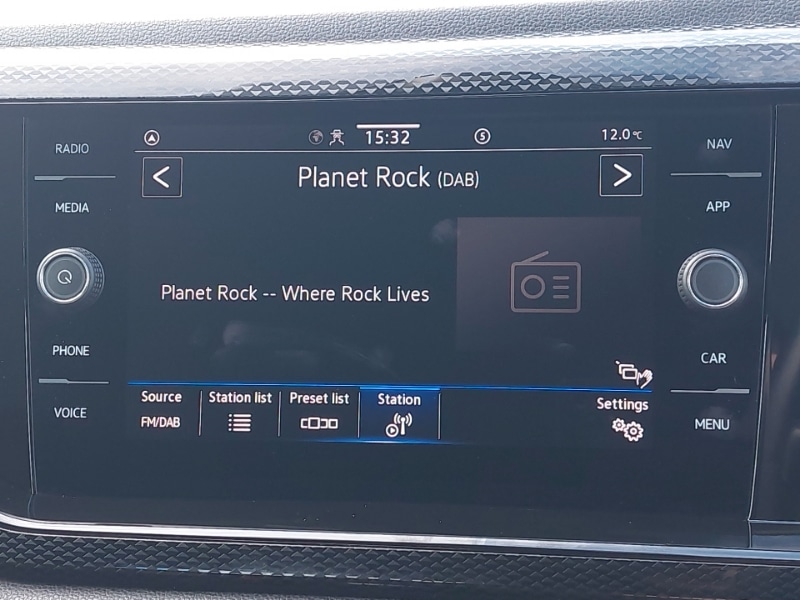 RADIO
15:32
5
12.0°C
NAV
Planet Rock (DAB)
MEDIA
APP
Planet Rock -- Where Rock Lives
PHONE
CAR
Source
Station list
Preset list
Station
Settings
FM/DAB
VOICE
MENU